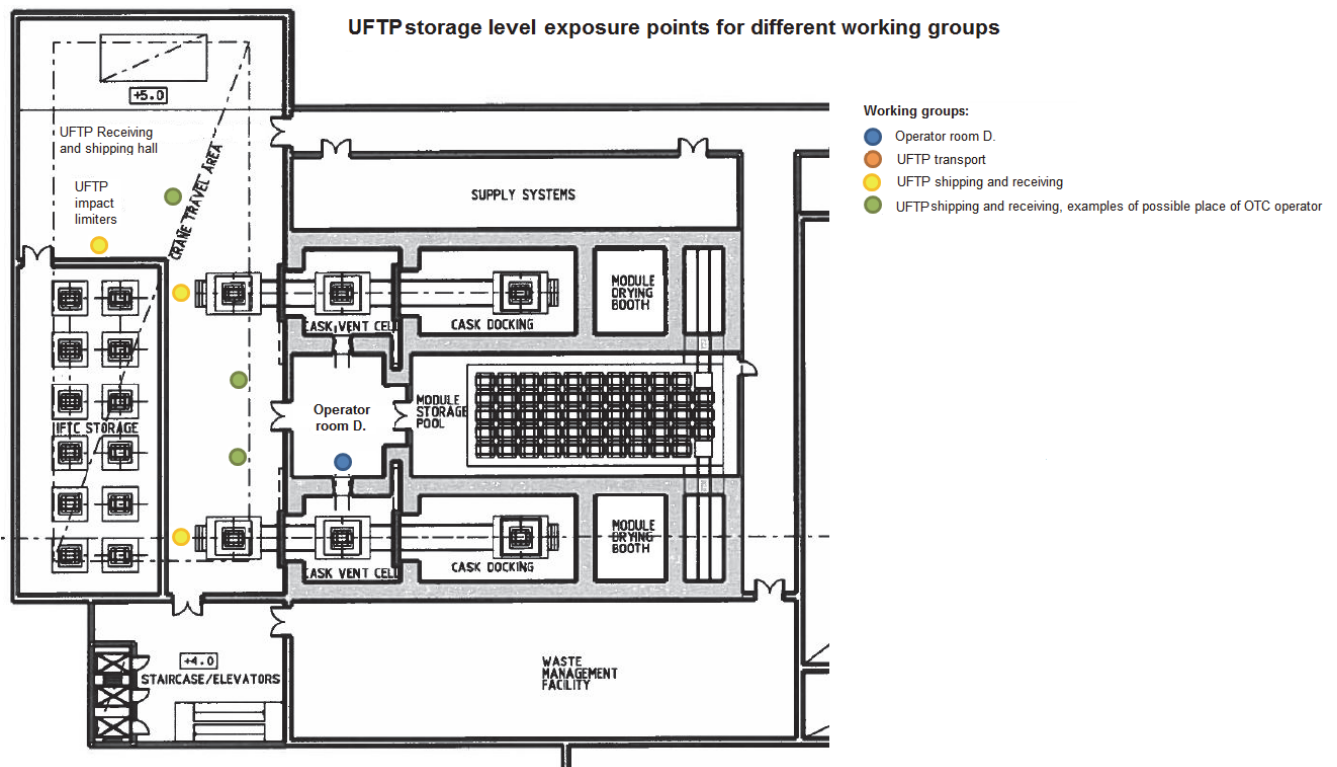 UFTP storage level exposure points for different working groups
+5.0
UFTP Receiving
and shipping hall
UFTP
impact
limiters
CRANE TRAVEL AREA
Working groups:
Operator room D.
UFTP transport
UFTP shipping and receiving
UFTP shipping and receiving, examples of possible place of OTC operator
SUPPLY SYSTEMS
MODULE
DRYING
BOOTH
CASK VENT CELL
CASK DOCKING
Operator
room D.
MODULE
STORAGE
POOL
IFTC STORAGE
MODULE
DRYING
BOOTH
CASK VENT CELL
CASK DOCKING
+4.0
STAIRCASE/ELEVATORS
WASTE
MANAGEMENT
FACILITY